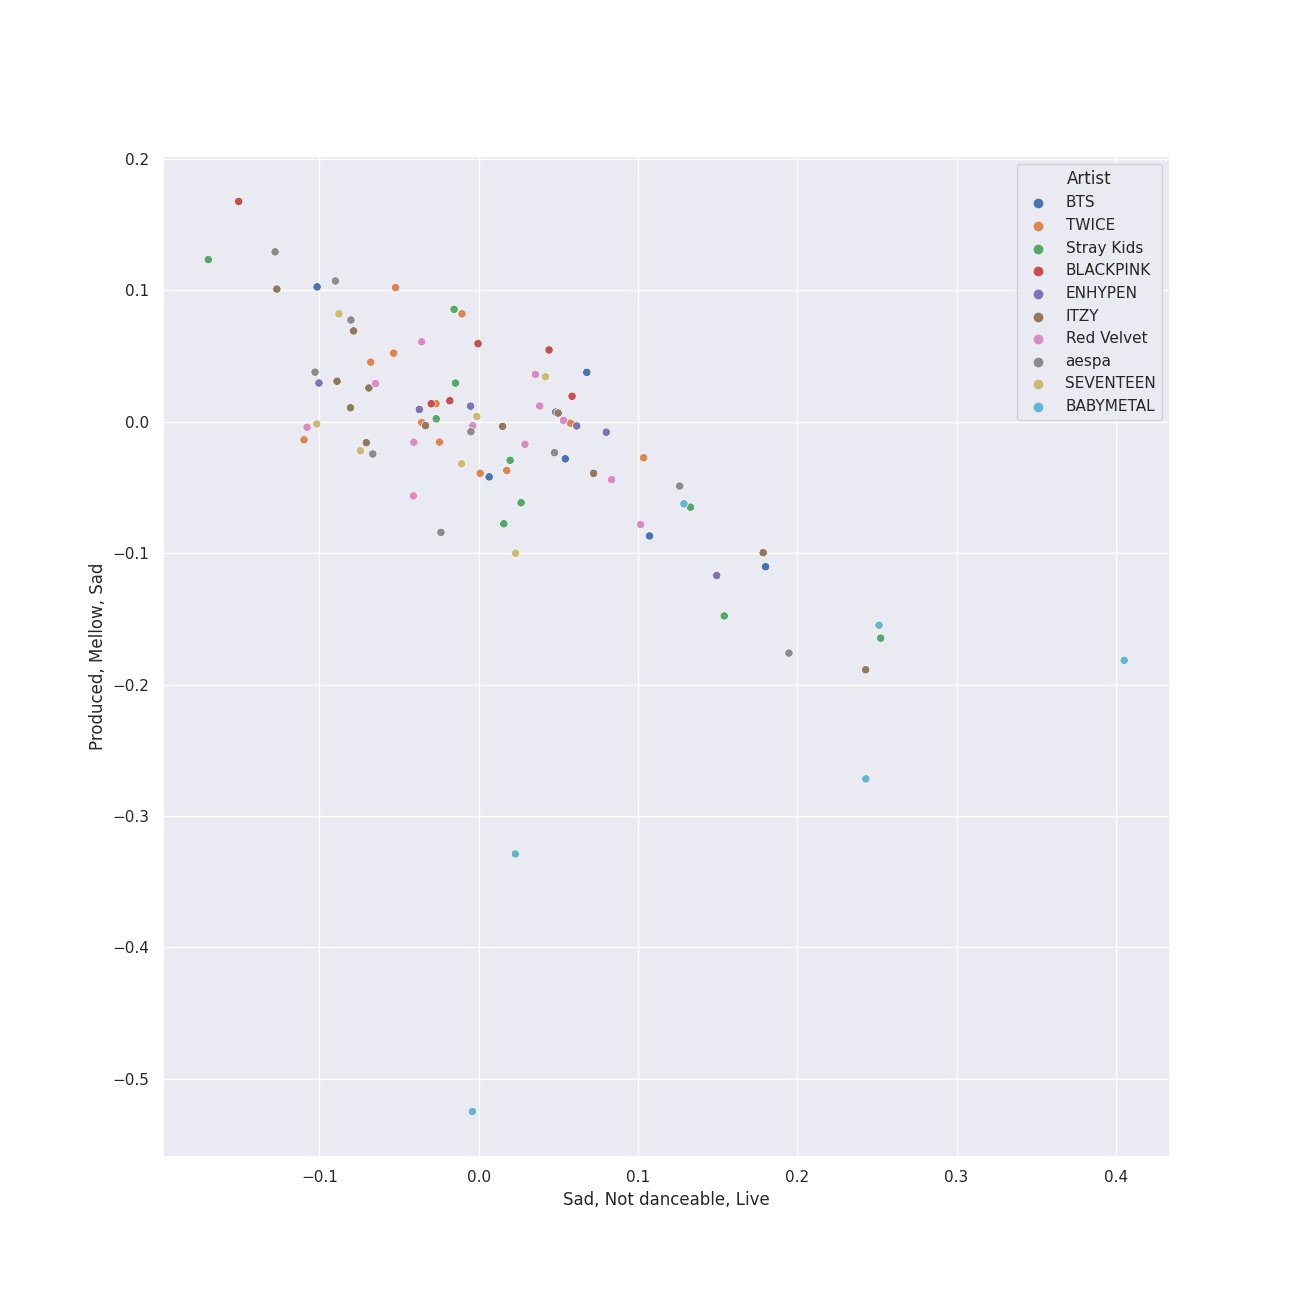 Artist
BTS
TWICE
Stray Kids
BLACKPINK
ENHYPEN
ITZY
Red Velvet
aespa
SEVENTEEN
BABYMETAL
0.2
0.1
0.0
−0.1
−0.2
−0.3
−0.4
−0.5
Produced, Mellow, Sad
−0.1 0.0 0.1 0.2 0.3 0.4
Sad, Not danceable, Live